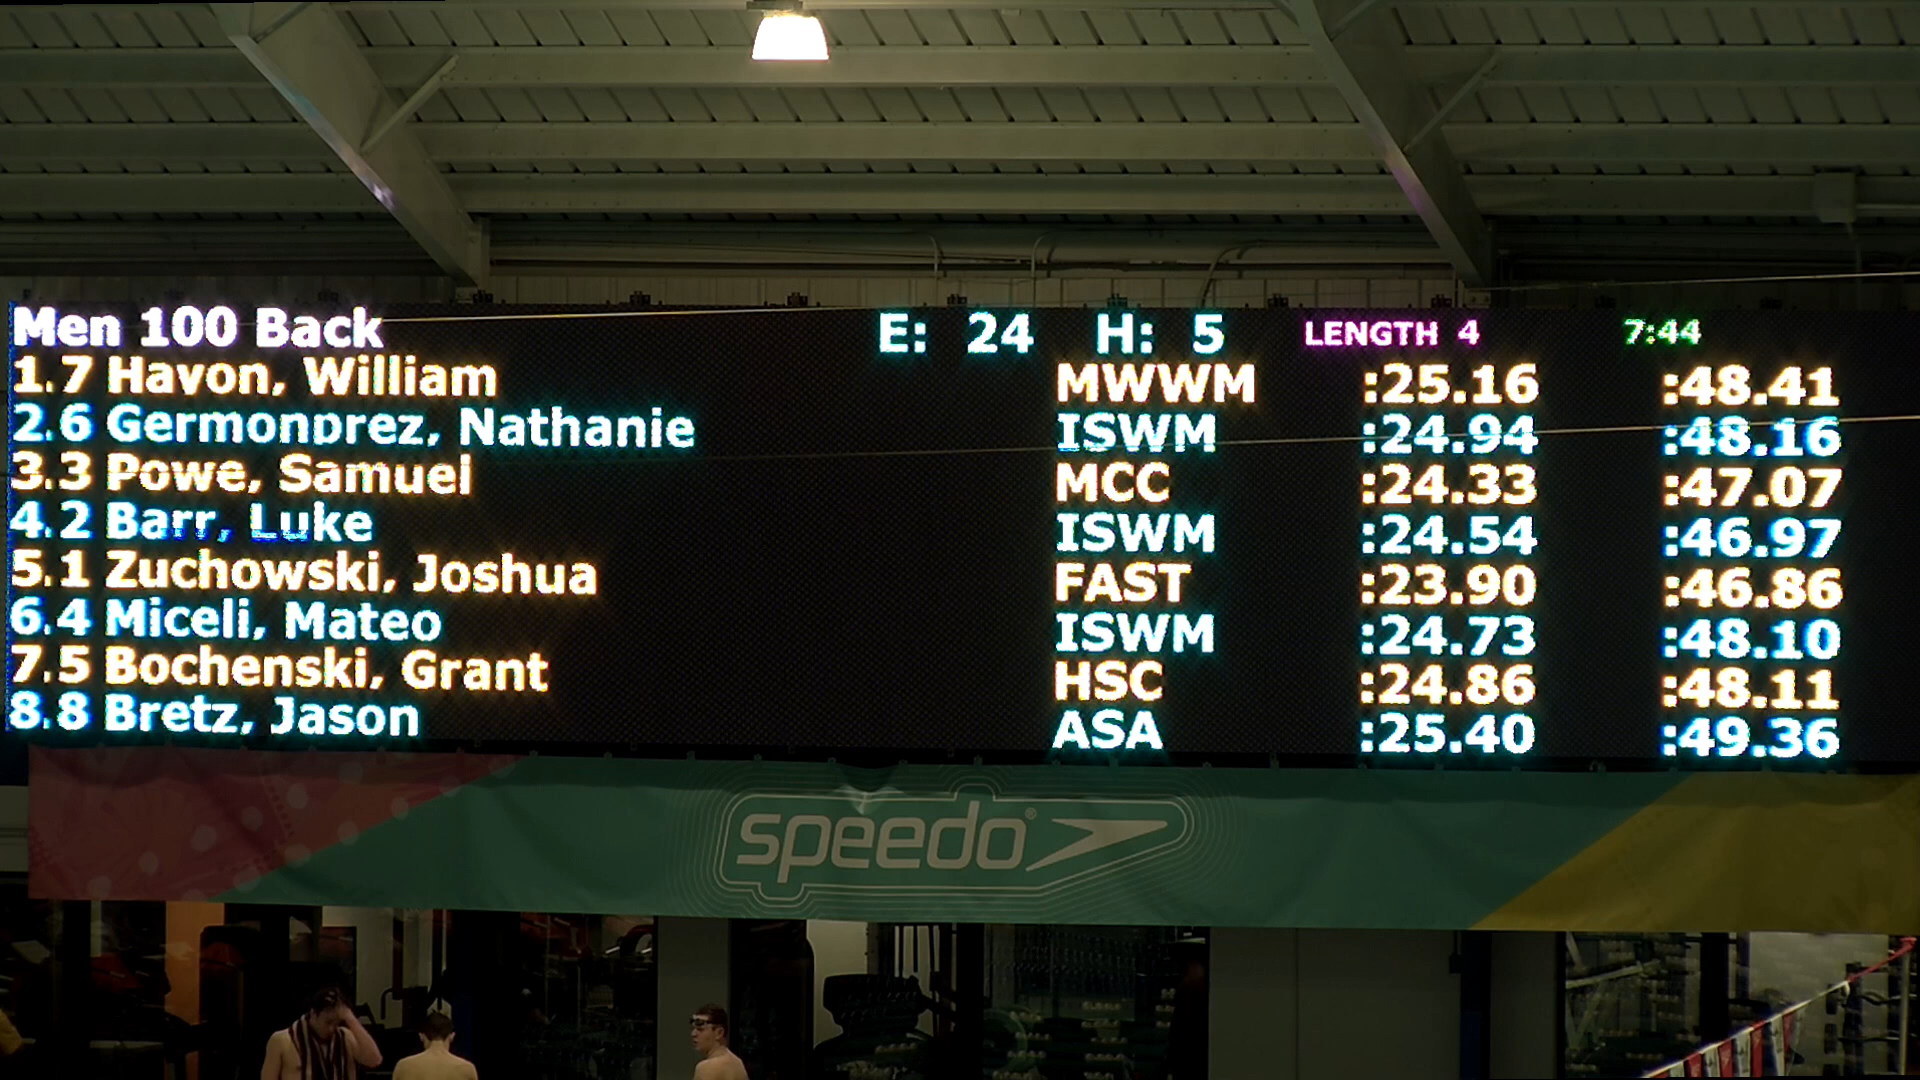 Men 100 Back E: 24 H: 5 LENGTH 4 7:44
1.7 Havon, William MWWM :25.16 :48.41
2.6 Germonprez, Nathanie ISWM :24.94 :48.16
3.3 Powe, Samuel MCC :24.33 :47.07
4.2 Barr, Luke ISWM :24.54 :46.97
5.1 Zuchowski, Joshua FAST :23.90 :46.86
6.4 Miceli, Mateo ISWM :24.73 :48.10
7.5 Bochenski, Grant HSC :24.86 :48.11
8.8 Bretz, Jason ASA :25.40 :49.36
speedo®